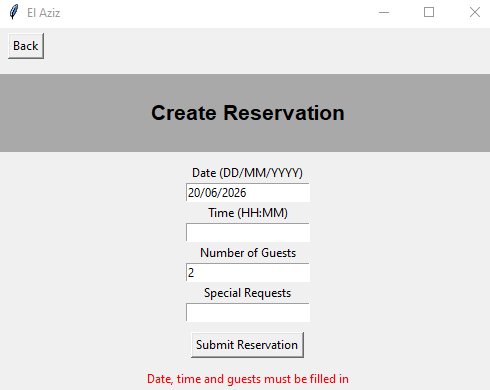 El Aziz
Back
Create Reservation
Date (DD/MM/YYYY)
20/06/2026
Time (HH:MM)
Number of Guests
2
Special Requests
Submit Reservation
Date, time and guests must be filled in